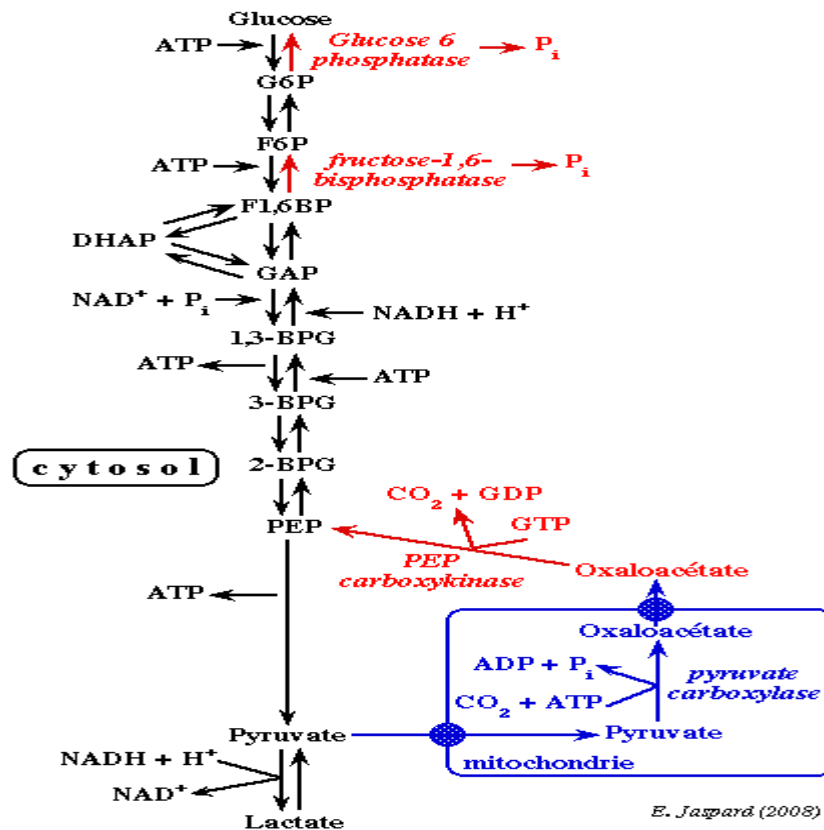 Glucose
ATP
Glucose 6
phosphatase
Pi
G6P
F6P
ATP
fructose-1,6-
bisphosphatase
Pi
F1,6BP
DHAP
GAP
NAD+ + Pi
NADH + H+
1,3-BPG
ATP
ATP
3-BPG
cytosol
2-BPG
CO2 + GDP
GTP
PEP
PEP
carboxykinase
Oxaloacétate
ATP
Oxaloacétate
ADP + Pi
pyruvate
carboxylase
CO2 + ATP
Pyruvate
Pyruvate
mitochondrie
NADH + H+
NAD+
Lactate
E. Jaspard (2008)